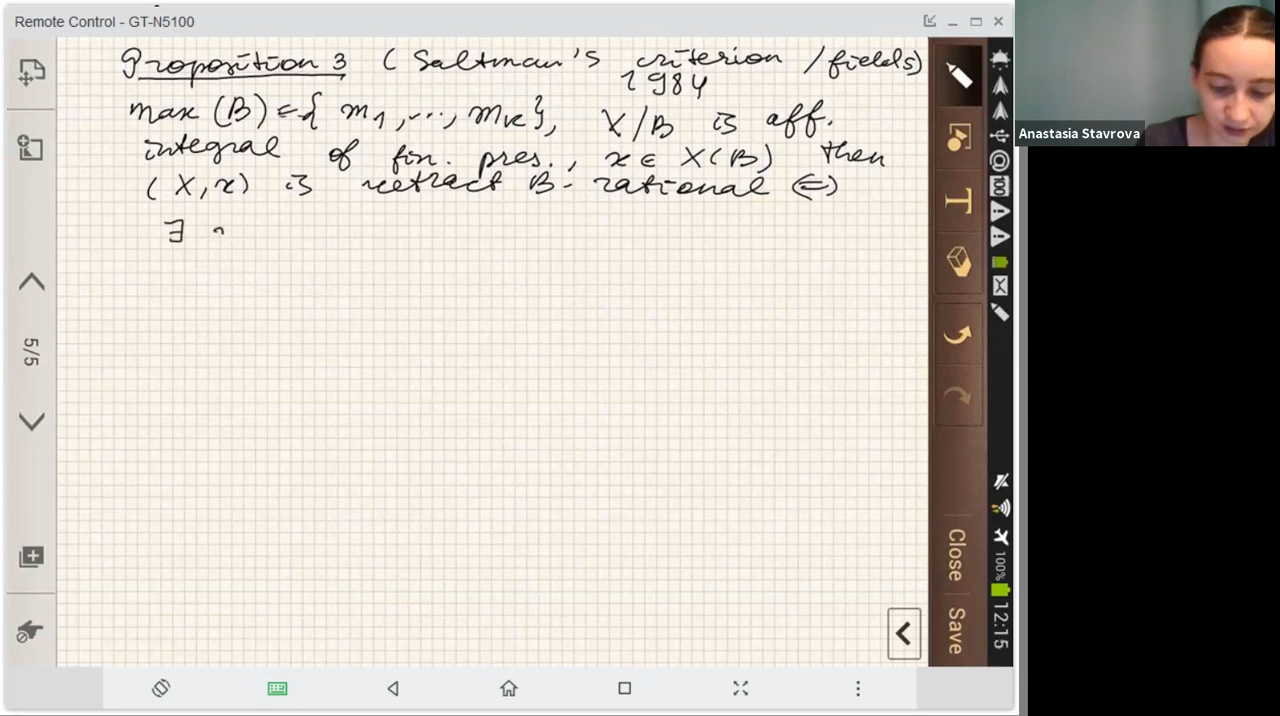 Remote Control - GT-N5100
Proposition 3 (Saltman's criterion / fields)
1984
max (B) = { m1, ..., mk }, X/B is aff.
integral of fin. pres., x ∈ X(B) then
(X, x) is retract B-rational ⇔
∃
Anastasia Stavrova
5/5
T
Close
Save
100
100%
12:15